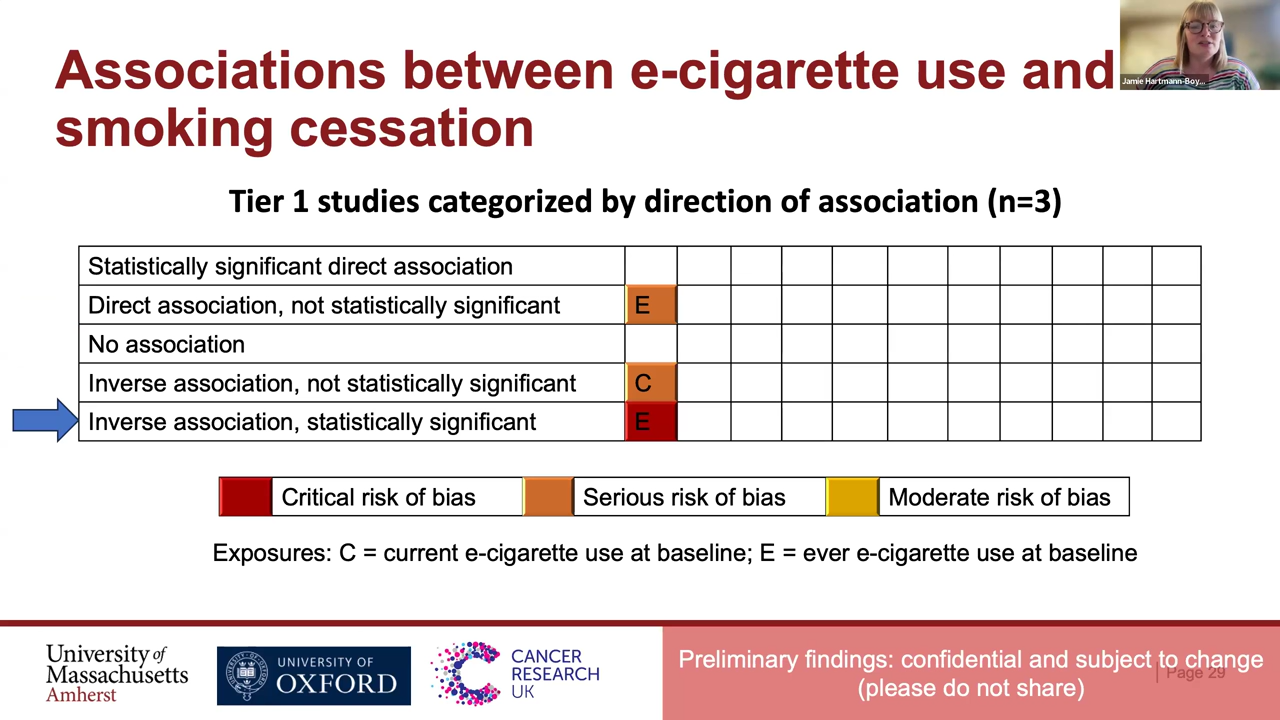 Associations between e-cigarette use and
smoking cessation
Jamie Hartmann-Boy...
Tier 1 studies categorized by direction of association (n=3)
Statistically significant direct association
Direct association, not statistically significant E
No association
Inverse association, not statistically significant C
Inverse association, statistically significant E
Critical risk of bias Serious risk of bias Moderate risk of bias
Exposures: C = current e-cigarette use at baseline; E = ever e-cigarette use at baseline
University of
Massachusetts
Amherst
UNIVERSITY OF
OXFORD
CANCER
RESEARCH
UK
Preliminary findings: confidential and subject to change
(please do not share)
Page 29